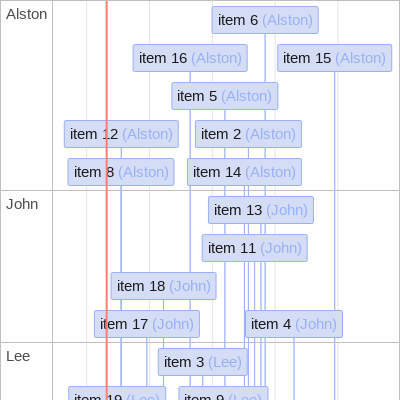 Alston
item 6 (Alston)
item 16 (Alston)
item 15 (Alston)
item 5 (Alston)
item 12 (Alston)
item 2 (Alston)
item 8 (Alston)
item 14 (Alston)
John
item 13 (John)
item 11 (John)
item 18 (John)
item 17 (John)
item 4 (John)
Lee
item 3 (Lee)
item 19 (Lee)
item 9 (Lee)